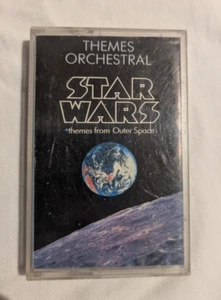 THEMES
ORCHESTRAL
STAR
WARS
themes from Outer Space